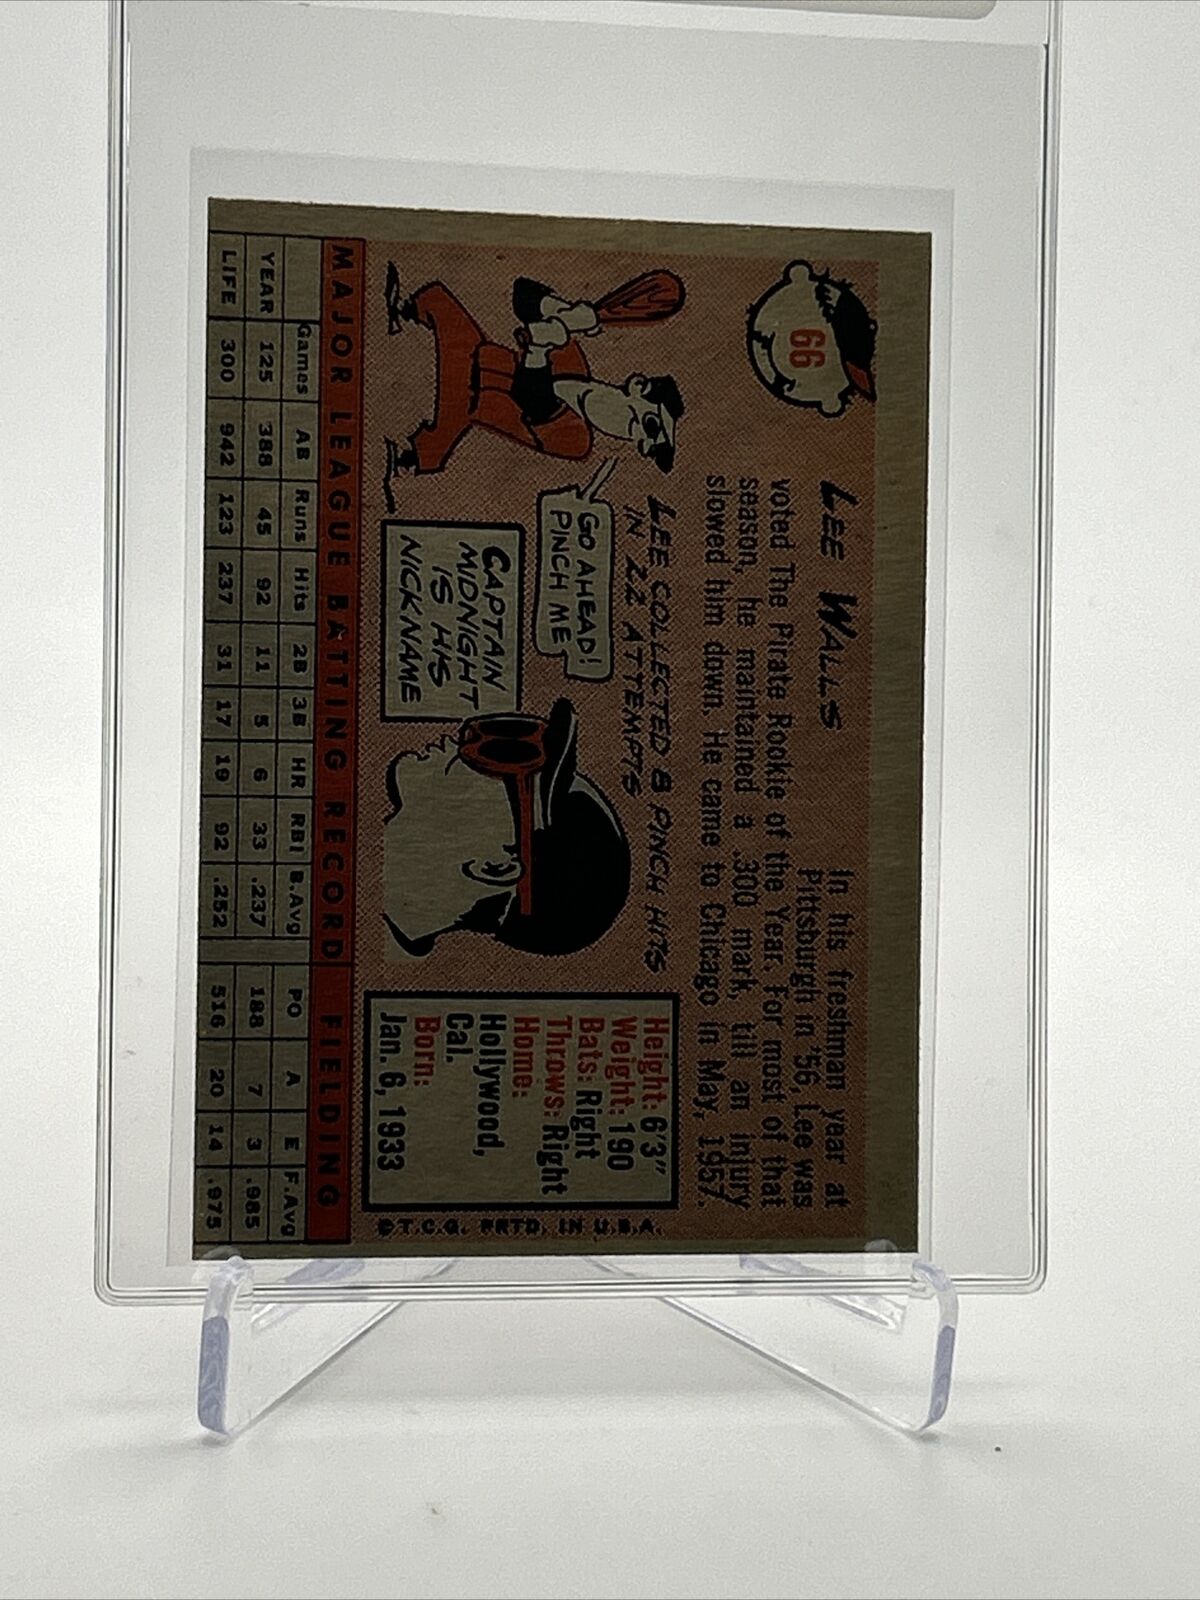 66
LEE WALLS
In his freshman year at
Pittsburgh in '56, Lee was
voted The Pirate Rookie of the Year. For most of that
season, he maintained a .300 mark, till an injury
slowed him down. He came to Chicago in May, 1957.
LEE COLLECTED 8 PINCH HITS
IN 22 ATTEMPTS
GO AHEAD!
PINCH ME
CAPTAIN
MIDNIGHT
IS HIS
NICKNAME
Height: 6'3"
Weight: 190
Bats: Right
Throws: Right
Home:
Hollywood,
Cal.
Born:
Jan. 6, 1933
© T.C.G. PRTD. IN U.S.A.
MAJOR LEAGUE BATTING RECORD FIELDING
Games AB Runs Hits 2B 3B HR RBI B.Avg PO A E F.Avg
YEAR 125 388 45 92 11 5 6 33 .237 188 7 3 .985
LIFE 300 942 123 237 31 17 19 92 .252 516 20 14 .975